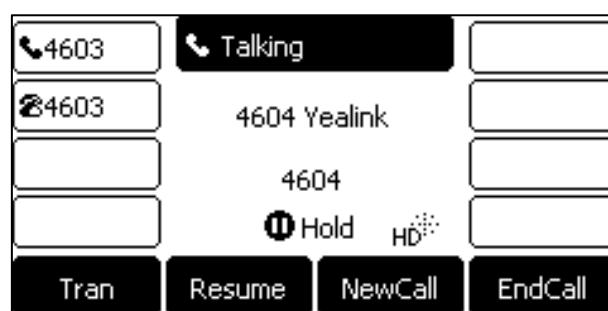 4603
Talking
4603
4604 Yealink
4604
Hold HD
Tran Resume NewCall EndCall